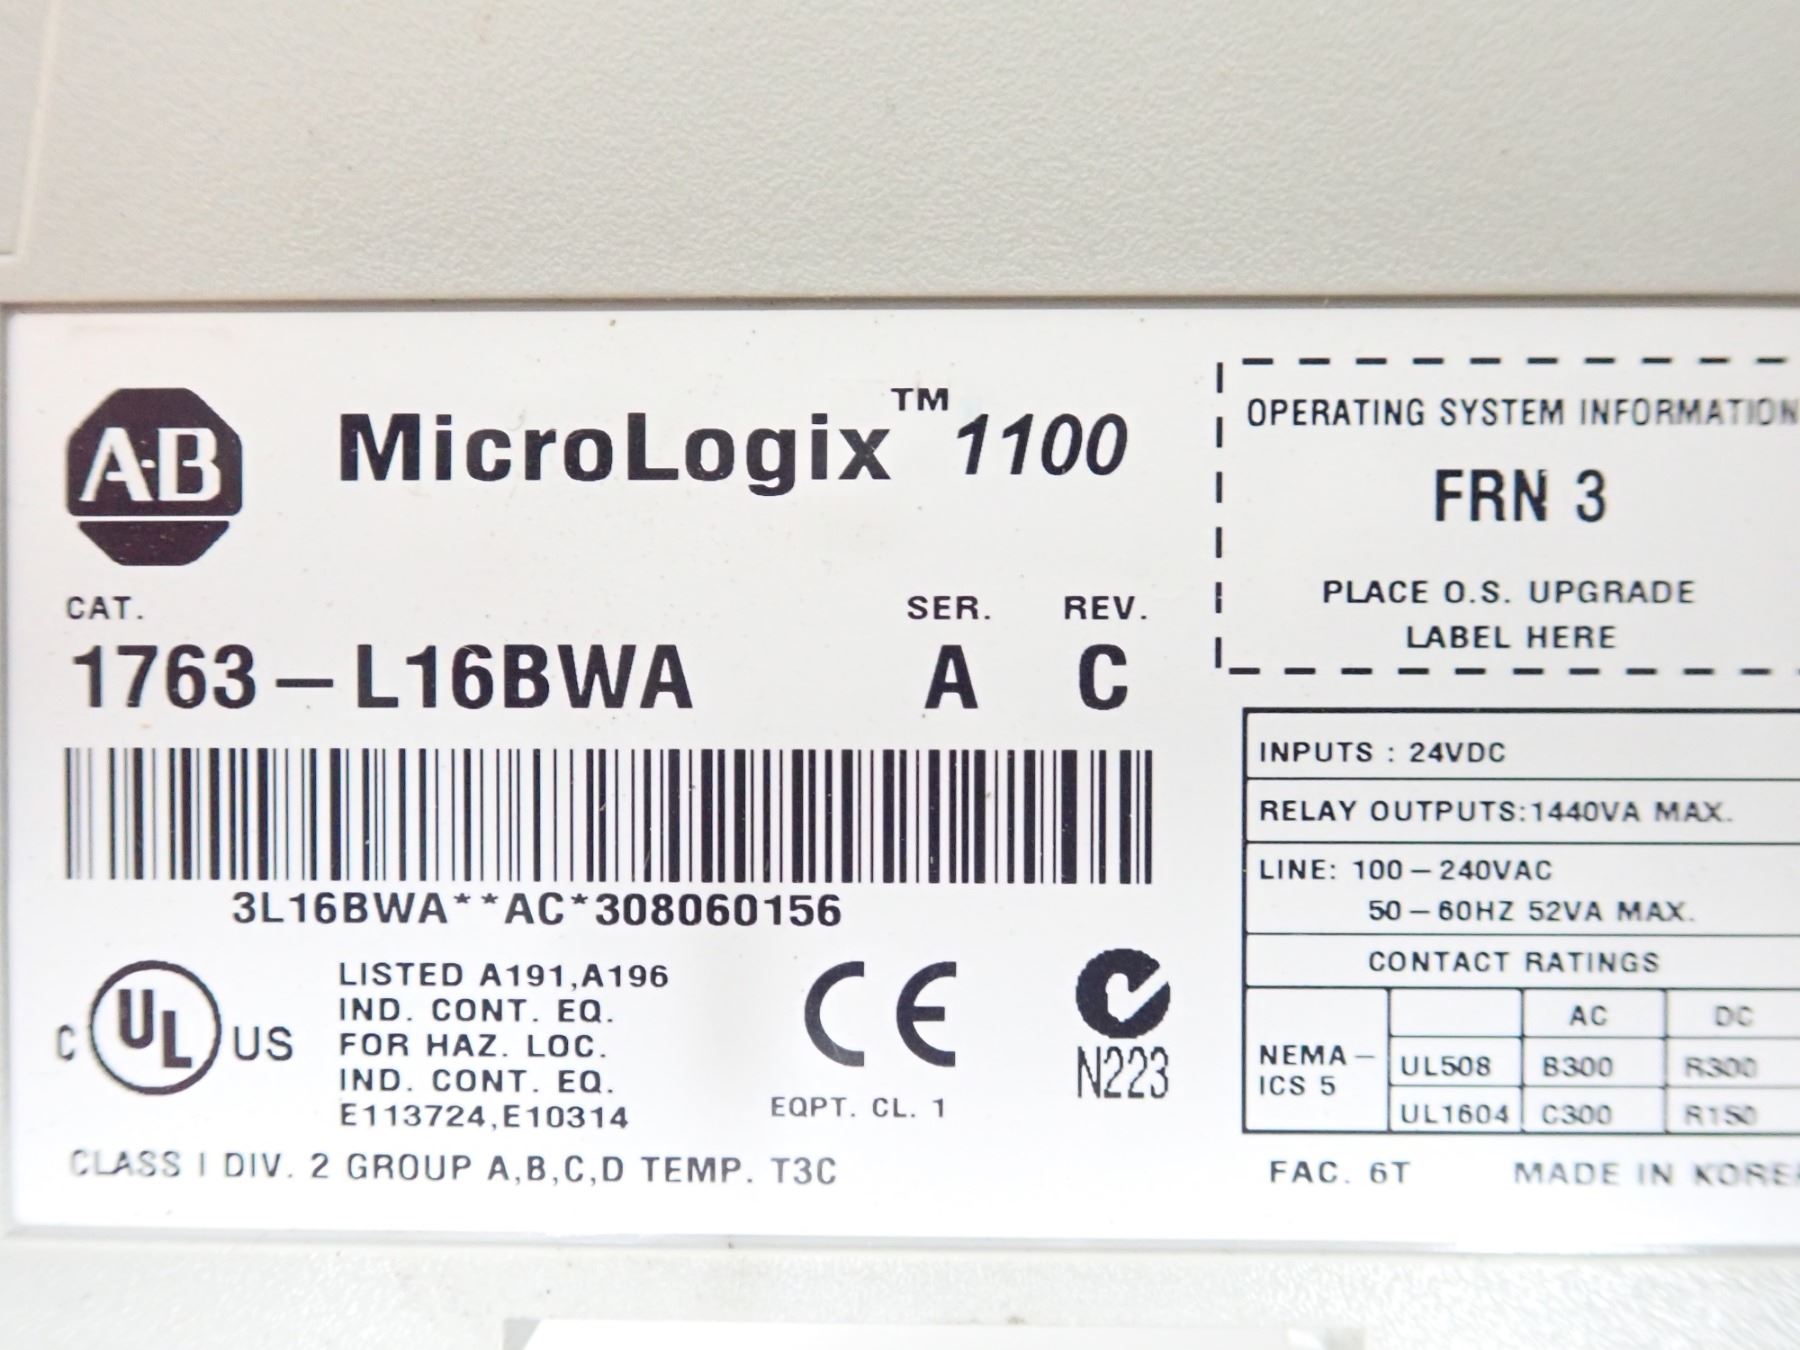 A-B MicroLogix™ 1100
CAT. SER. REV.
1763-L16BWA A C
3L16BWA**AC*308060156
C UL US
LISTED A191,A196
IND. CONT. EQ.
FOR HAZ. LOC.
IND. CONT. EQ.
E113724,E10314
CE
EQPT. CL. 1
N223
CLASS I DIV. 2 GROUP A,B,C,D TEMP. T3C
OPERATING SYSTEM INFORMATION
FRN 3
PLACE O.S. UPGRADE
LABEL HERE
INPUTS : 24VDC
RELAY OUTPUTS:1440VA MAX.
LINE: 100-240VAC
50-60HZ 52VA MAX.
CONTACT RATINGS
AC DC
NEMA-
ICS 5
UL508 B300 R300
UL1604 C300 R150
FAC. 6T MADE IN KOREA